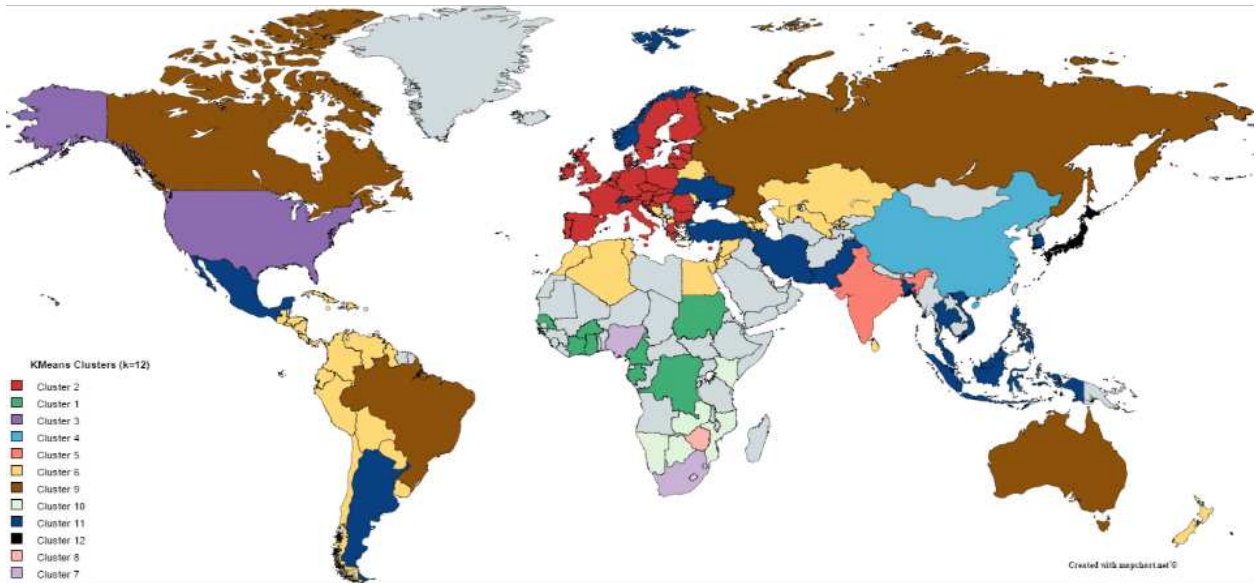 KMeans Clusters (k=12)
Cluster 2
Cluster 1
Cluster 3
Cluster 4
Cluster 5
Cluster 6
Cluster 9
Cluster 10
Cluster 11
Cluster 12
Cluster 8
Cluster 7
Created with mapchart.net ©